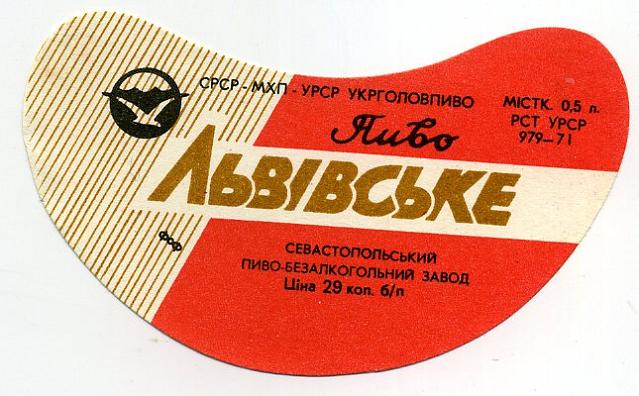 СРСР - МХП - УРСР УКРГОЛОВПИВО
МІСТК. 0,5 л.
РСТ УРСР
979-71
Пиво
ЛЬВІВСЬКЕ
ФОФ
СЕВАСТОПОЛЬСЬКИЙ
ПИВО-БЕЗАЛКОГОЛЬНИЙ ЗАВОД
Ціна 29 коп. б/п